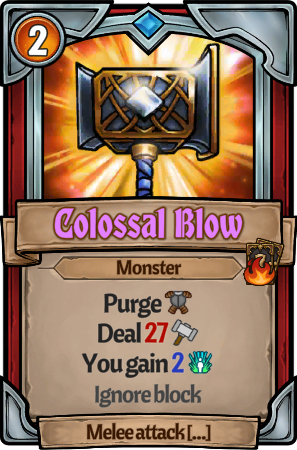 2
Colossal Blow
Monster
Purge
Deal 27
You gain 2
Ignore block
Melee attack [...]